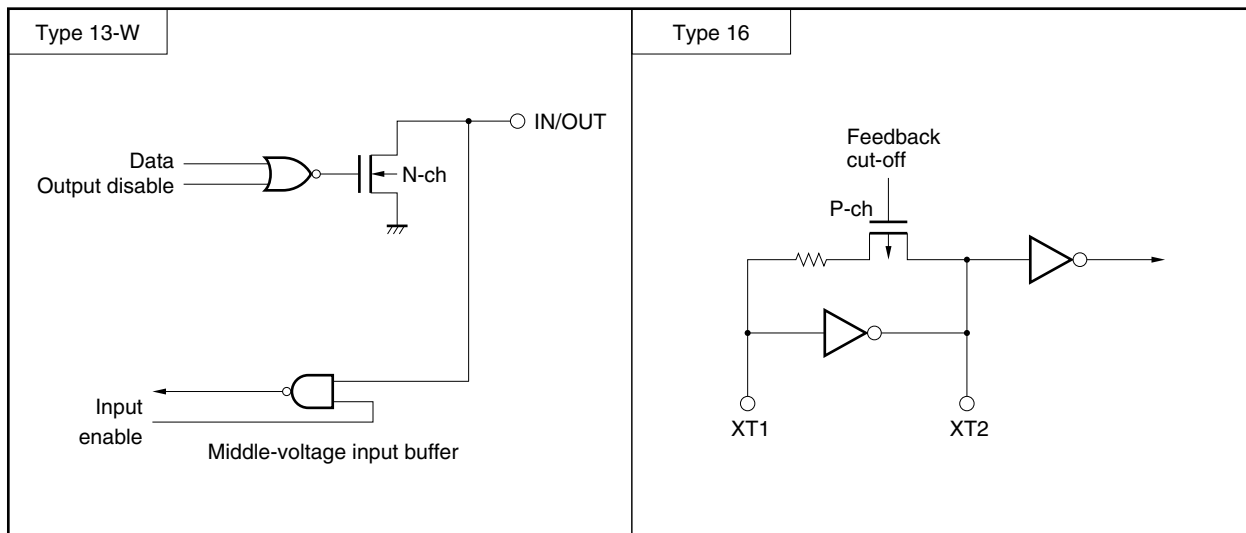 Type 13-W
IN/OUT
Data
Output disable
N-ch
Input
enable
Middle-voltage input buffer
Type 16
Feedback
cut-off
P-ch
XT1
XT2